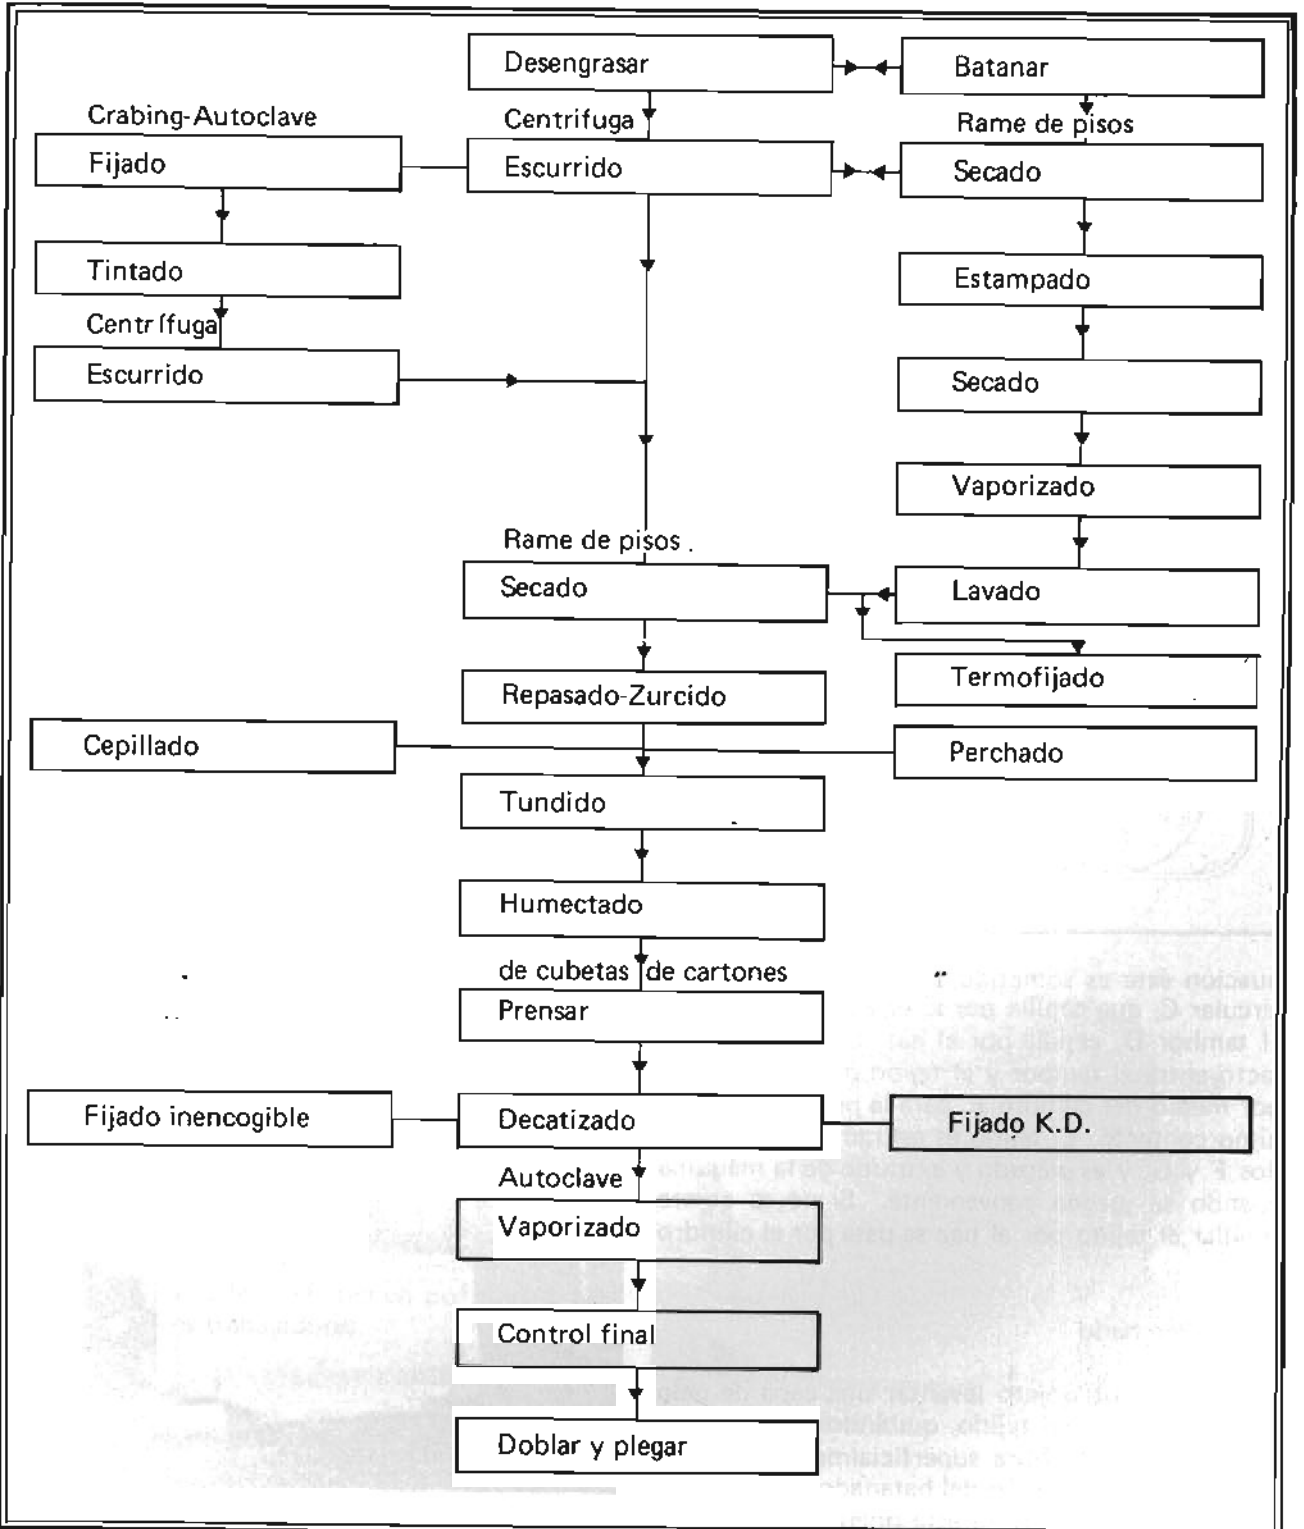 Desengrasar
Batanar
Crabing-Autoclave
Centrifuga
Rame de pisos
Fijado
Escurrido
Secado
Tintado
Estampado
Centrífuga
Escurrido
Secado
Vaporizado
Rame de pisos
Secado
Lavado
Termofijado
Repasado-Zurcido
Cepillado
Perchado
Tundido
Humectado
de cubetas de cartones
Prensar
Fijado inencogible
Decatizado
Fijado K.D.
Autoclave
Vaporizado
Control final
Doblar y plegar